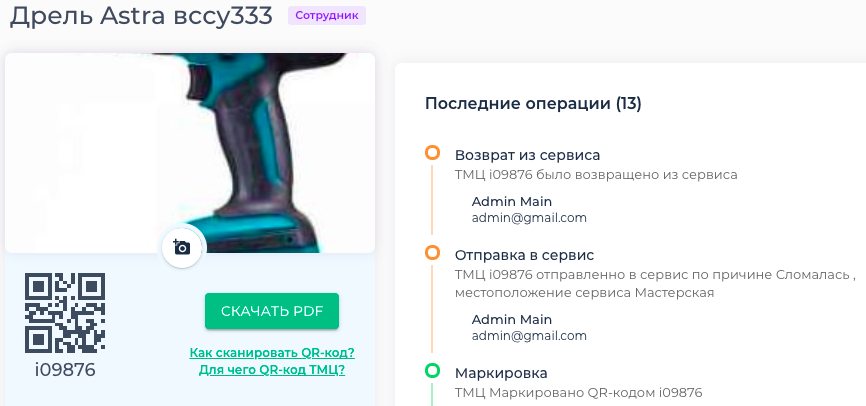 Дрель Astra вссу333
Сотрудник
СКАЧАТЬ PDF
Как сканировать QR-код?
Для чего QR-код ТМЦ?
i09876
Последние операции (13)
Возврат из сервиса
ТМЦ i09876 было возвращено из сервиса
Admin Main
admin@gmail.com
Отправка в сервис
ТМЦ i09876 отправленно в сервис по причине Сломалась ,
местоположение сервиса Мастерская
Admin Main
admin@gmail.com
Маркировка
ТМЦ Маркировано QR-кодом i09876